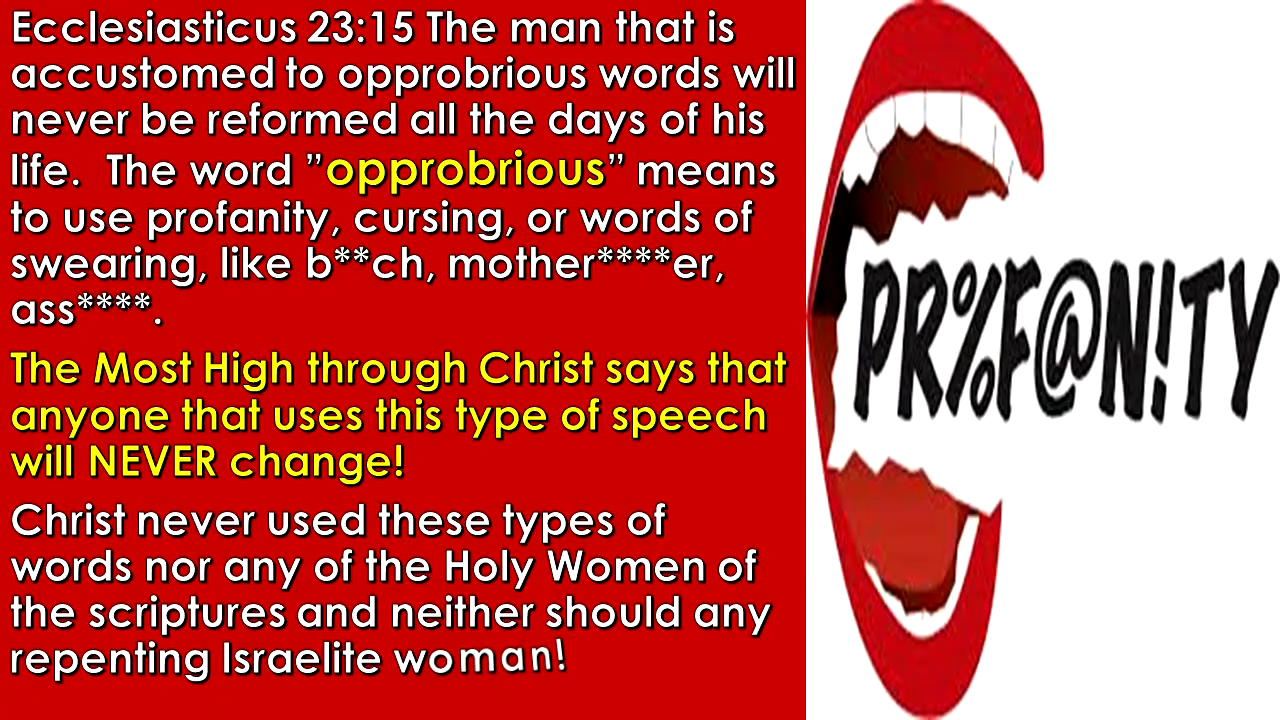 Ecclesiasticus 23:15 The man that is
accustomed to opprobrious words will
never be reformed all the days of his
life.  The word ”opprobrious” means
to use profanity, cursing, or words of
swearing, like b**ch, mother****er,
ass****.
The Most High through Christ says that
anyone that uses this type of speech
will NEVER change!
Christ never used these types of
words nor any of the Holy Women of
the scriptures and neither should any
repenting Israelite woman!
PR%F@N!TY